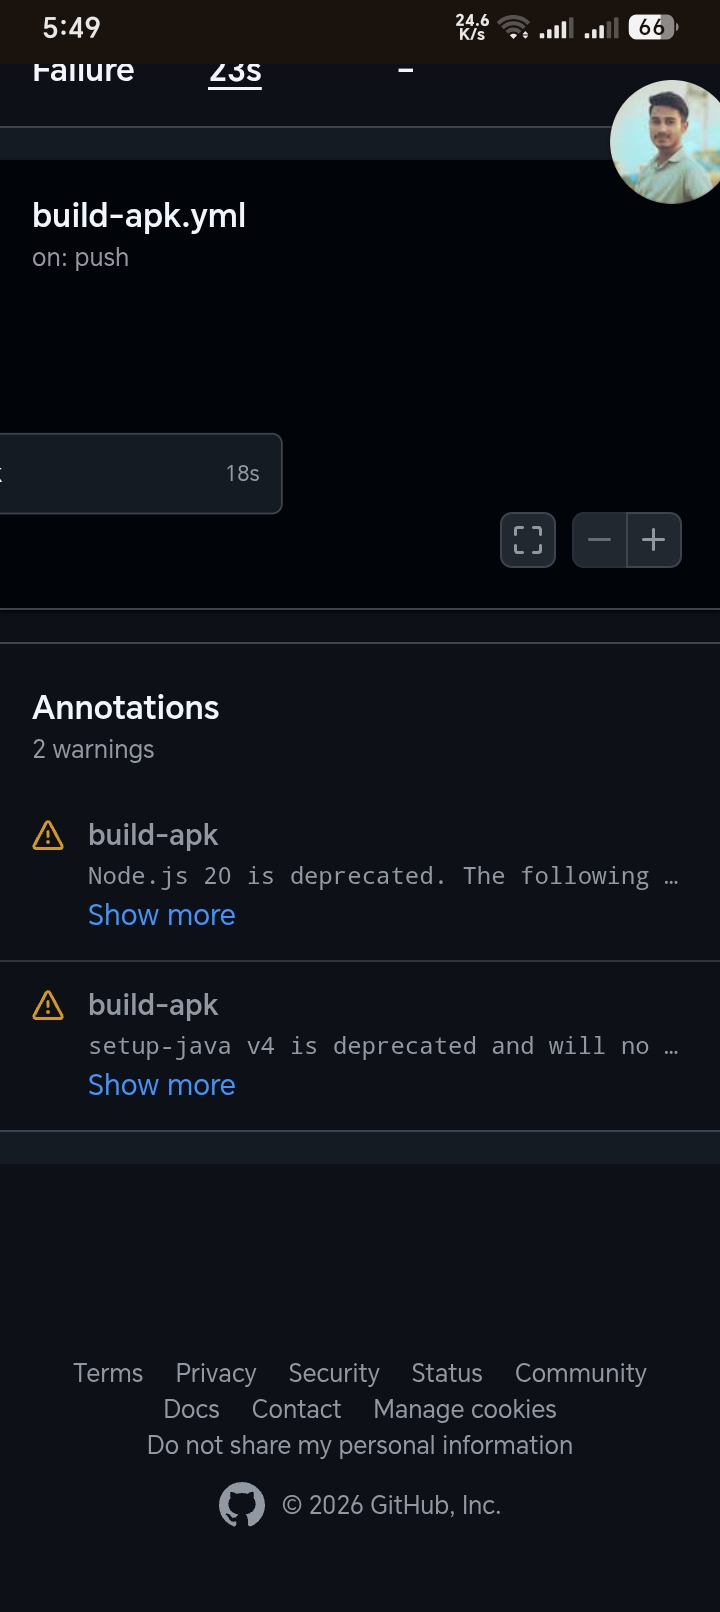 5:49
24.6
K/s
66
Failure 23s –
build-apk.yml
on: push
18s
Annotations
2 warnings
build-apk
Node.js 20 is deprecated. The following …
Show more
build-apk
setup-java v4 is deprecated and will no …
Show more
Terms Privacy Security Status Community
Docs Contact Manage cookies
Do not share my personal information
© 2026 GitHub, Inc.